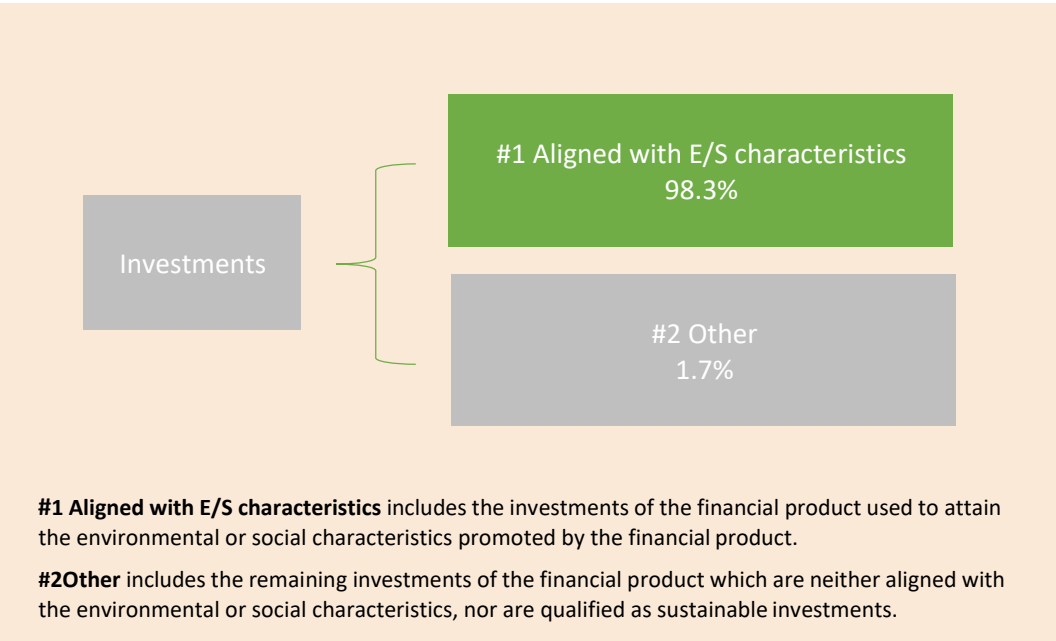 #1 Aligned with E/S characteristics
98.3%
Investments
#2 Other
1.7%
#1 Aligned with E/S characteristics includes the investments of the financial product used to attain
the environmental or social characteristics promoted by the financial product.
#2Other includes the remaining investments of the financial product which are neither aligned with
the environmental or social characteristics, nor are qualified as sustainable investments.